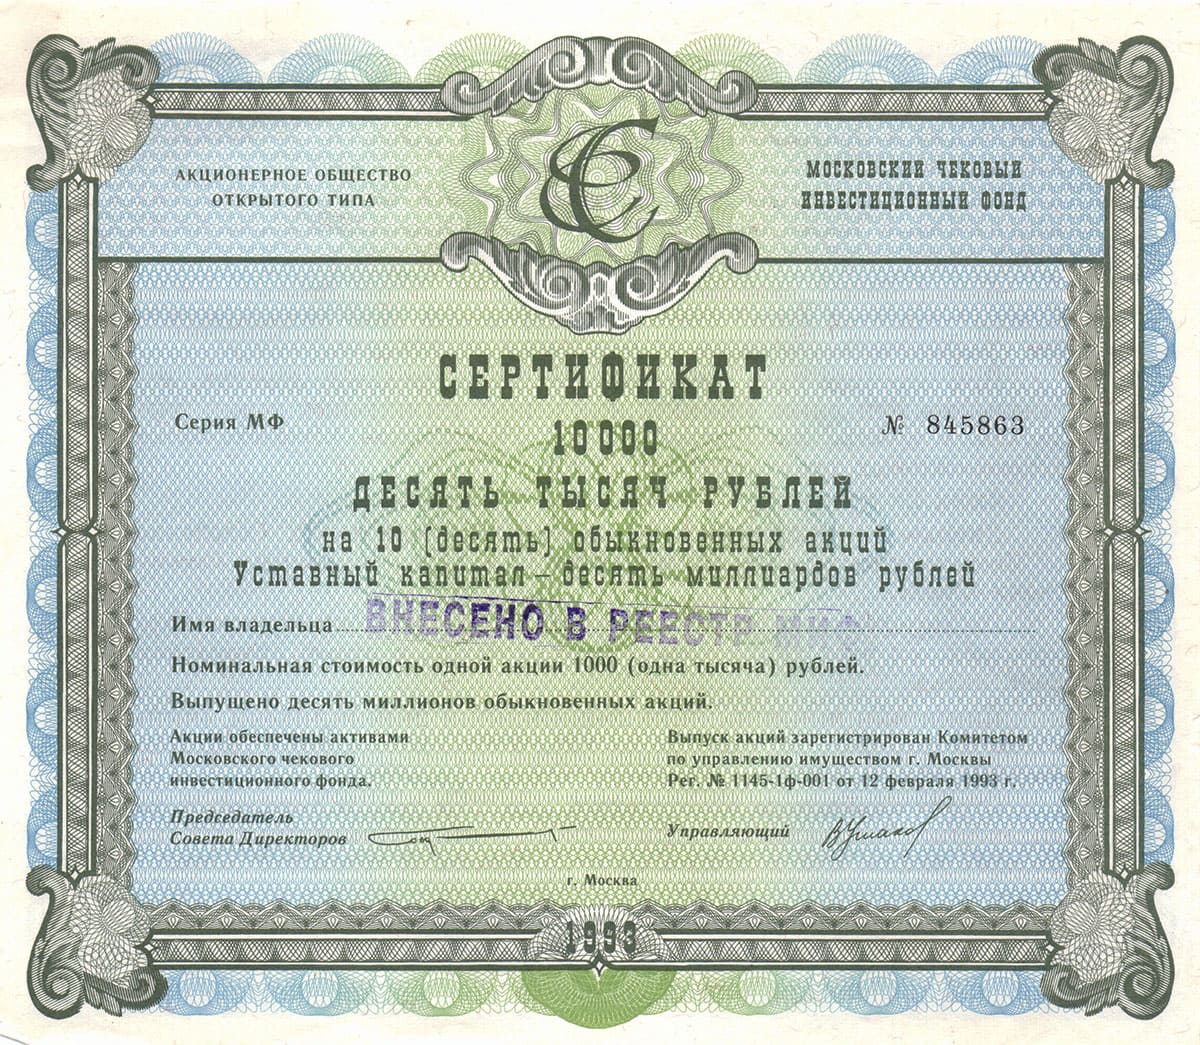 АКЦИОНЕРНОЕ ОБЩЕСТВО
ОТКРЫТОГО ТИПА
МОСКОВСКИЙ ЧЕКОВЫЙ
ИНВЕСТИЦИОННЫЙ ФОНД
СЕРТИФИКАТ
Серия МФ
№ 845863
10000
ДЕСЯТЬ ТЫСЯЧ РУБЛЕЙ
на 10 (десять) обыкновенных акций
Уставный капитал – десять миллиардов рублей
ВНЕСЕНО В РЕЕСТР МИФ
Имя владельца
Номинальная стоимость одной акции 1000 (одна тысяча) рублей.
Выпущено десять миллионов обыкновенных акций.
Акции обеспечены активами
Московского чекового
инвестиционного фонда.
Выпуск акций зарегистрирован Комитетом
по управлению имуществом г. Москвы
Рег. № 1145-1ф-001 от 12 февраля 1993 г.
Председатель
Совета Директоров
Управляющий
г. Москва
1993